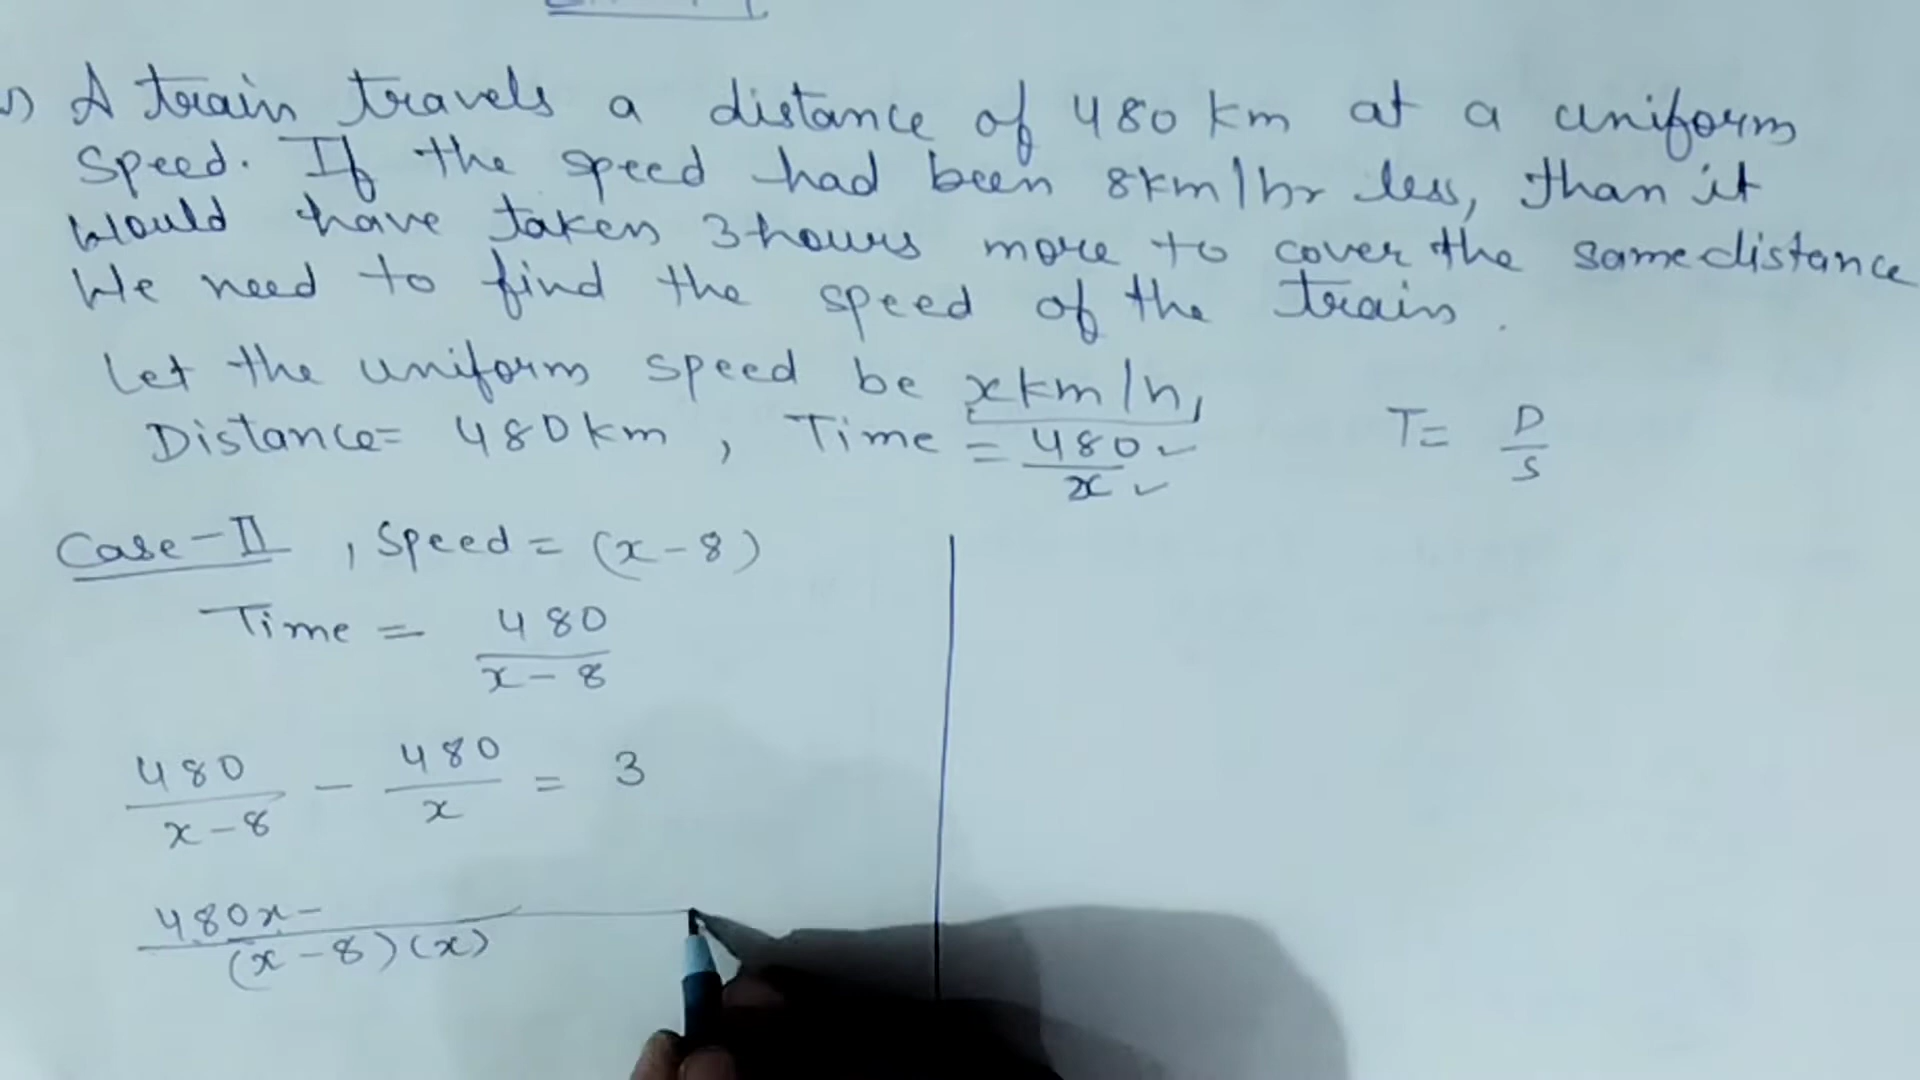 A train travels a distance of 480 km at a uniform
Speed. If the speed had been 8km/hr less, than it
would have taken 3 hours more to cover the same distance
We need to find the speed of the train.
Let the uniform speed be x km/h,
Distance = 480 km , Time = 480/x T = D/S
Case-II , Speed = (x-8)
Time = 480/(x-8)
480/(x-8) - 480/x = 3
480x- / (x-8)(x)